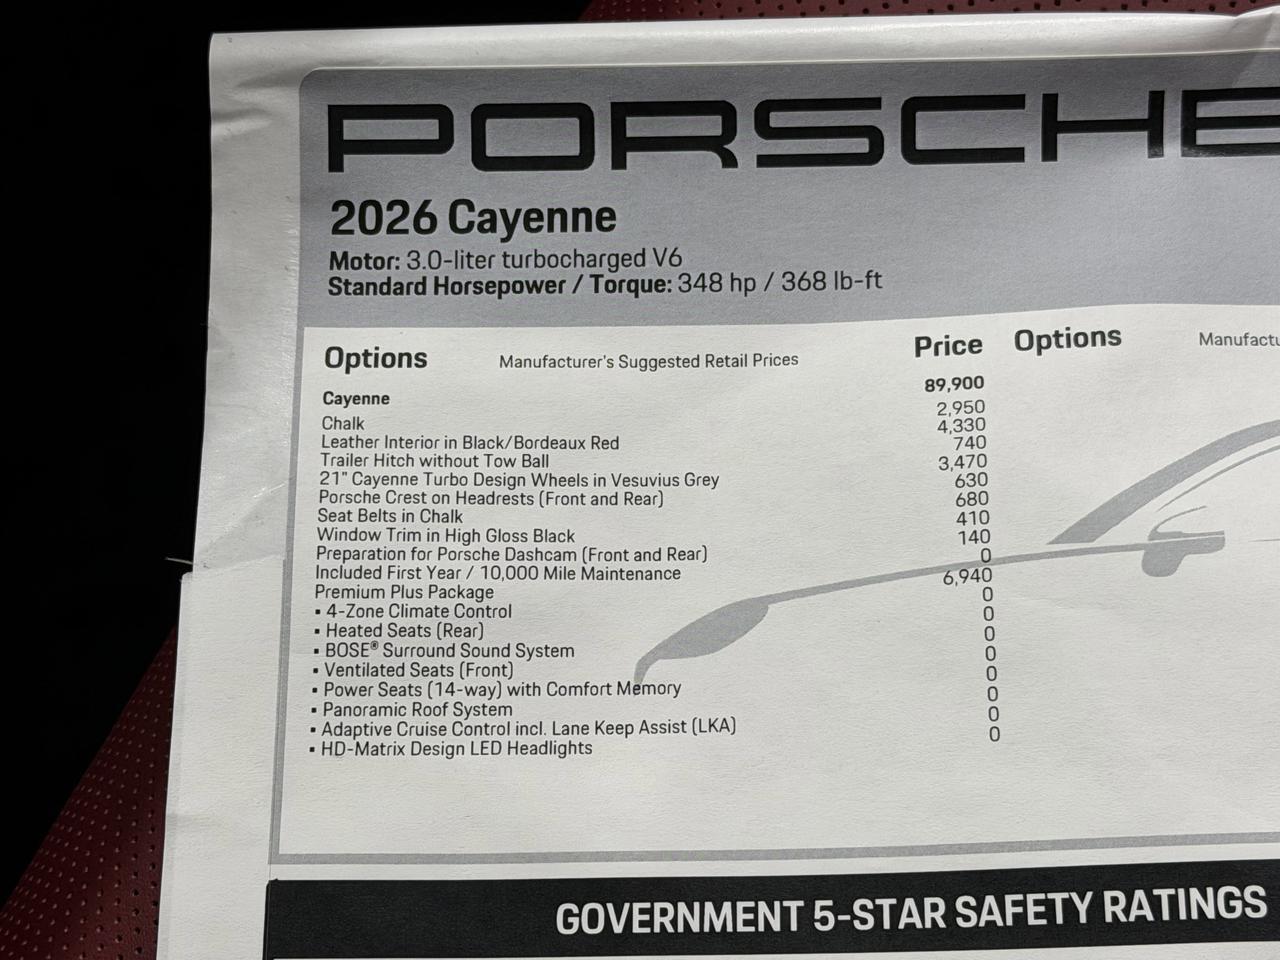 PORSCHE
2026 Cayenne
Motor: 3.0-liter turbocharged V6
Standard Horsepower / Torque: 348 hp / 368 lb-ft
Options Manufacturer's Suggested Retail Prices Price Options
Cayenne 89,900
Chalk 2,950
Leather Interior in Black/Bordeaux Red 4,330
Trailer Hitch without Tow Ball 740
21" Cayenne Turbo Design Wheels in Vesuvius Grey 3,470
Porsche Crest on Headrests (Front and Rear) 630
Seat Belts in Chalk 680
Window Trim in High Gloss Black 410
Preparation for Porsche Dashcam (Front and Rear) 140
Included First Year / 10,000 Mile Maintenance 0
Premium Plus Package 6,940
▪ 4-Zone Climate Control 0
▪ Heated Seats (Rear) 0
▪ BOSE® Surround Sound System 0
▪ Ventilated Seats (Front) 0
▪ Power Seats (14-way) with Comfort Memory 0
▪ Panoramic Roof System 0
▪ Adaptive Cruise Control incl. Lane Keep Assist (LKA) 0
▪ HD-Matrix Design LED Headlights 0
GOVERNMENT 5-STAR SAFETY RATINGS